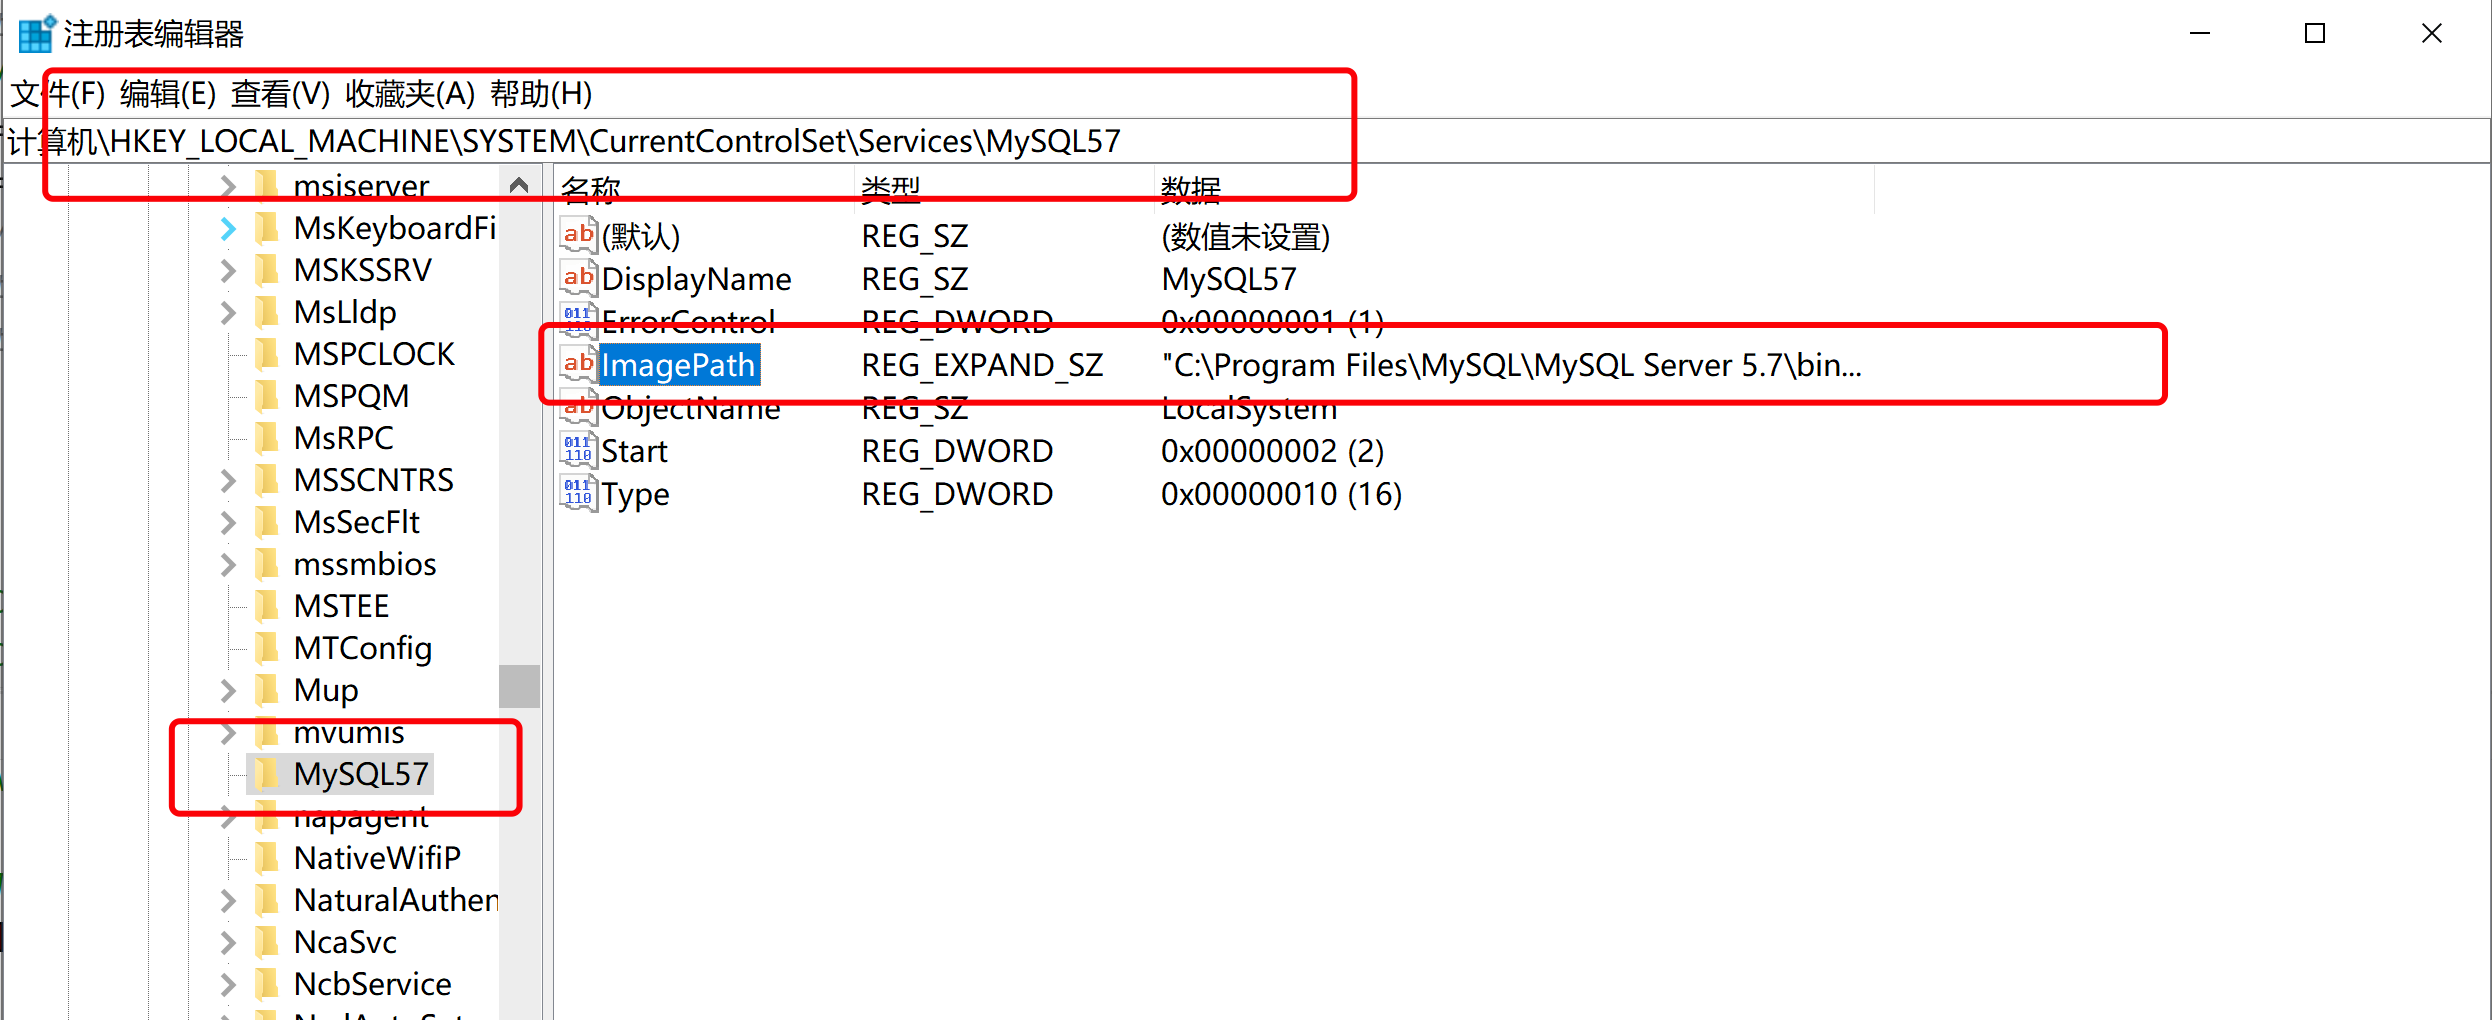 注册表编辑器
文件(F) 编辑(E) 查看(V) 收藏夹(A) 帮助(H)
计算机\HKEY_LOCAL_MACHINE\SYSTEM\CurrentControlSet\Services\MySQL57
msiserver
MsKeyboardFi
MSKSSRV
MsLldp
MSPCLOCK
MSPQM
MsRPC
MSSCNTRS
MsSecFlt
mssmbios
MSTEE
MTConfig
Mup
mvumis
MySQL57
napagent
NativeWifiP
NaturalAuthen
NcaSvc
NcbService
名称 类型 数据
(默认) REG_SZ (数值未设置)
DisplayName REG_SZ MySQL57
ErrorControl REG_DWORD 0x00000001 (1)
ImagePath REG_EXPAND_SZ "C:\Program Files\MySQL\MySQL Server 5.7\bin...
ObjectName REG_SZ LocalSystem
Start REG_DWORD 0x00000002 (2)
Type REG_DWORD 0x00000010 (16)